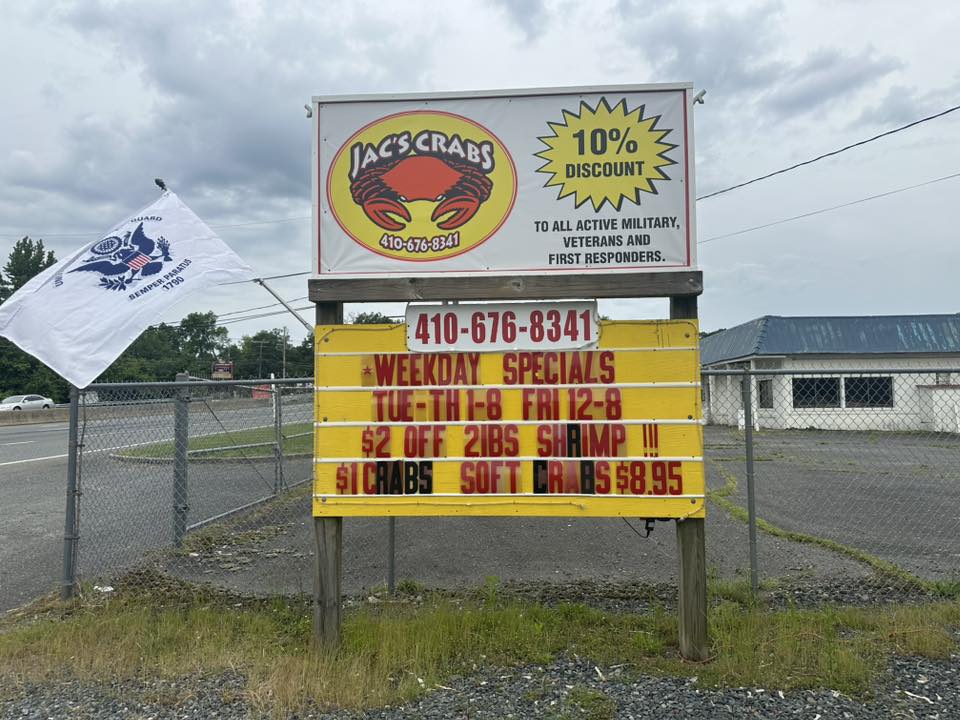 JAC'S CRABS
410-676-8341
10%
DISCOUNT
TO ALL ACTIVE MILITARY,
VETERANS AND
FIRST RESPONDERS.
GUARD
SEMPER PARATUS
1790
410-676-8341
*WEEKDAY SPECIALS
TUE-TH 1-8 FRI 12-8
$2 OFF 2lBS SHRIMP !!!
$1 CRABS SOFT CRABS $8.95